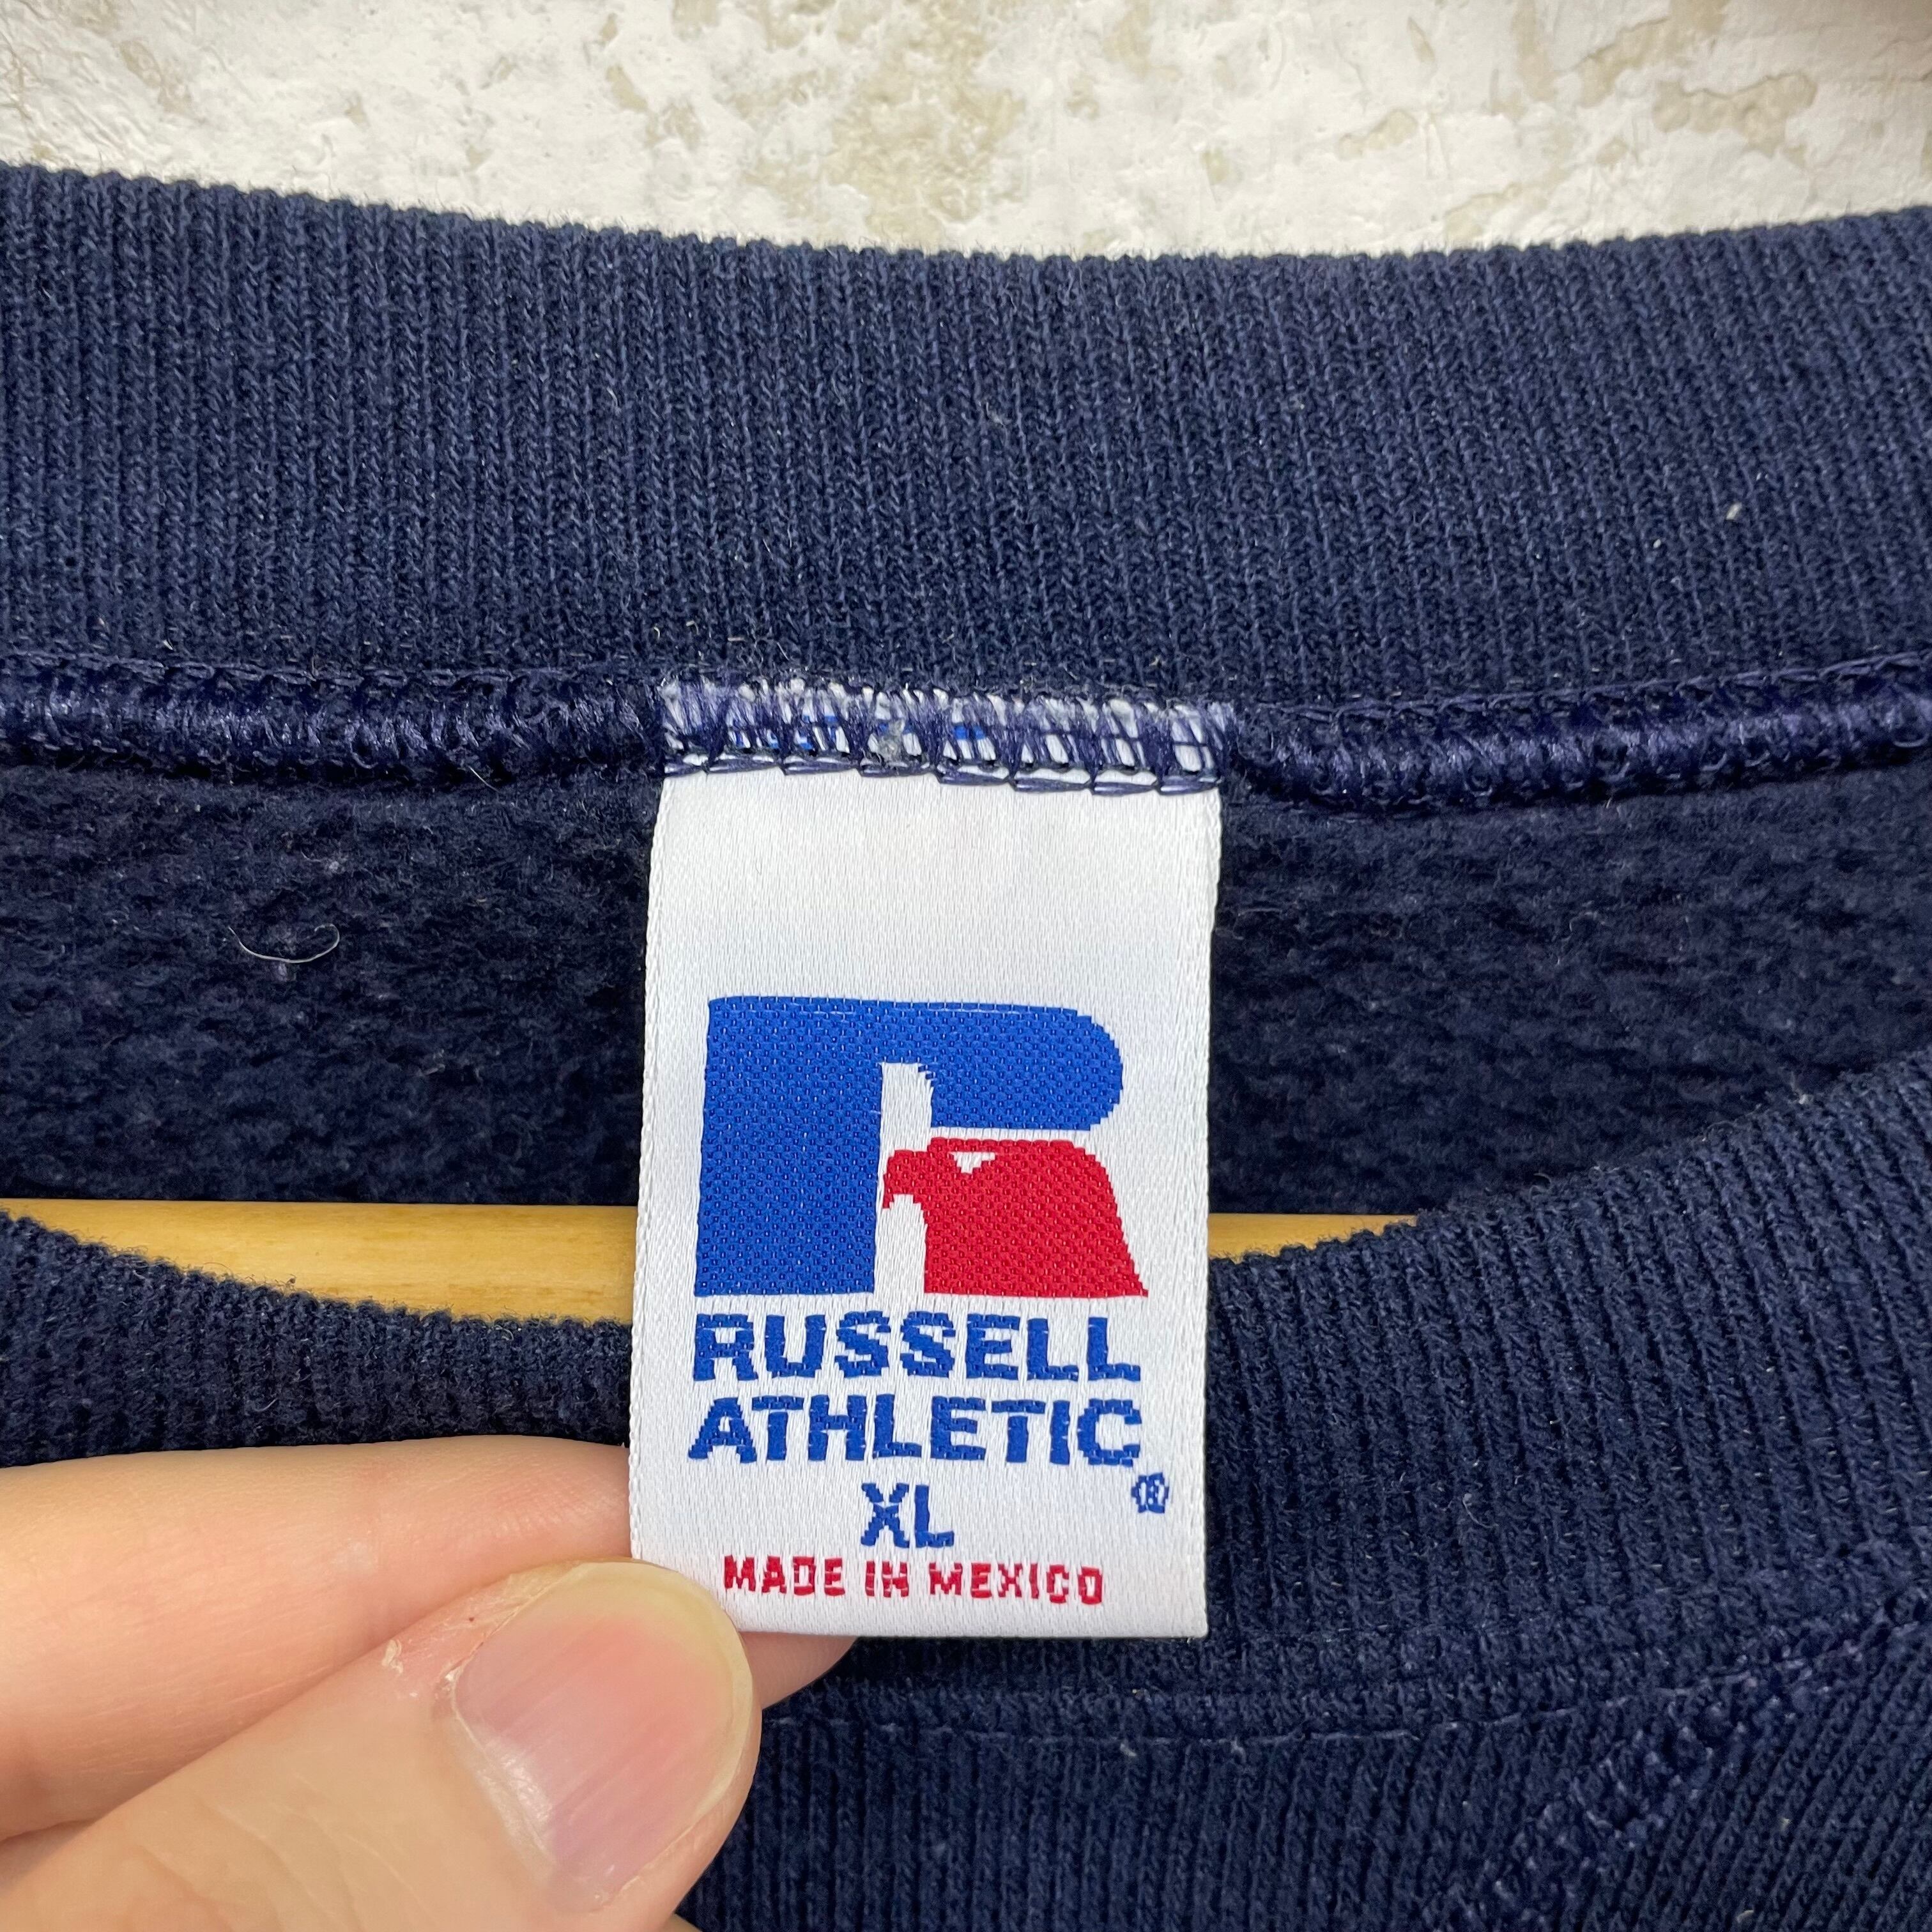 RUSSELL
ATHLETIC®
XL
MADE IN MEXICO